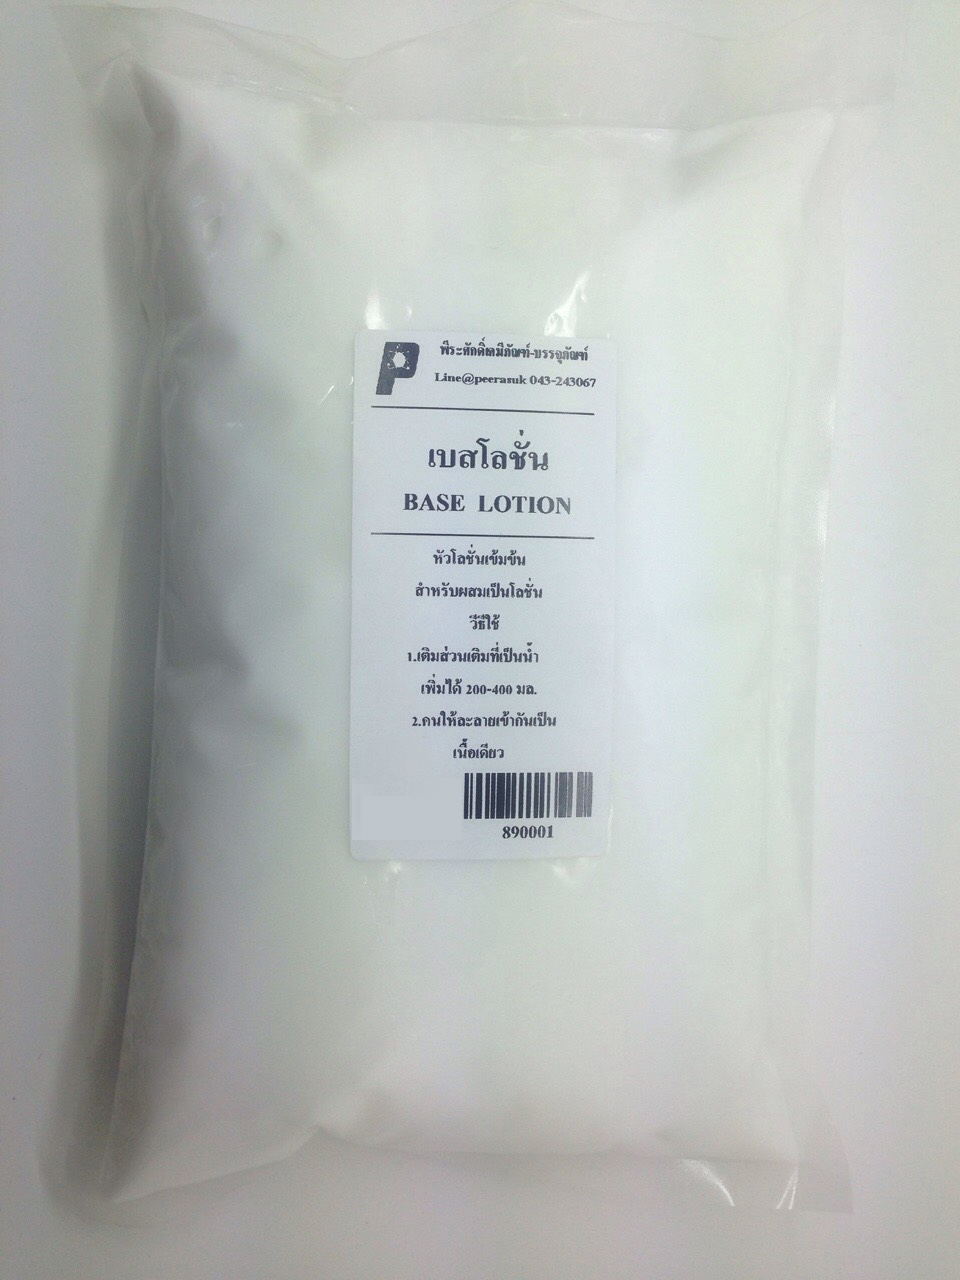 P
พีระศักดิ์เคมีภัณฑ์-บรรจุภัณฑ์
Line@peerasuk 043-243067
เบสโลชั่น
BASE LOTION
หัวโลชั่นเข้มข้น
สำหรับผสมเป็นโลชั่น
วีธีใช้
1.เติมส่วนเติมที่เป็นน้ำ
เพิ่มได้ 200-400 มล.
2.คนให้ละลายเข้ากันเป็น
เนื้อเดียว
890001